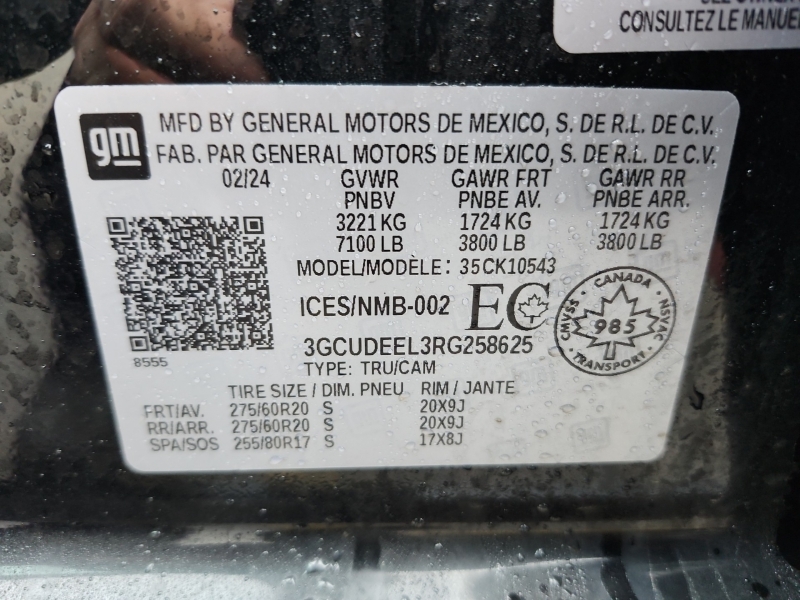 CONSULTEZ LE MANUEL
gm
MFD BY GENERAL MOTORS DE MEXICO, S. DE R.L. DE C.V.
FAB. PAR GENERAL MOTORS DE MEXICO, S. DE R.L. DE C.V.
02/24 GVWR GAWR FRT GAWR RR
PNBV PNBE AV. PNBE ARR.
3221 KG 1724 KG 1724 KG
7100 LB 3800 LB 3800 LB
MODEL/MODÈLE: 35CK10543
ICES/NMB-002 EC
CANADA
CMVSS 985 NSVAC
TRANSPORT
3GCUDEEL3RG258625
8555
TYPE: TRU/CAM
TIRE SIZE / DIM. PNEU RIM / JANTE
FRT/AV. 275/60R20 S 20X9J
RR/ARR. 275/60R20 S 20X9J
SPA/SOS 255/80R17 S 17X8J